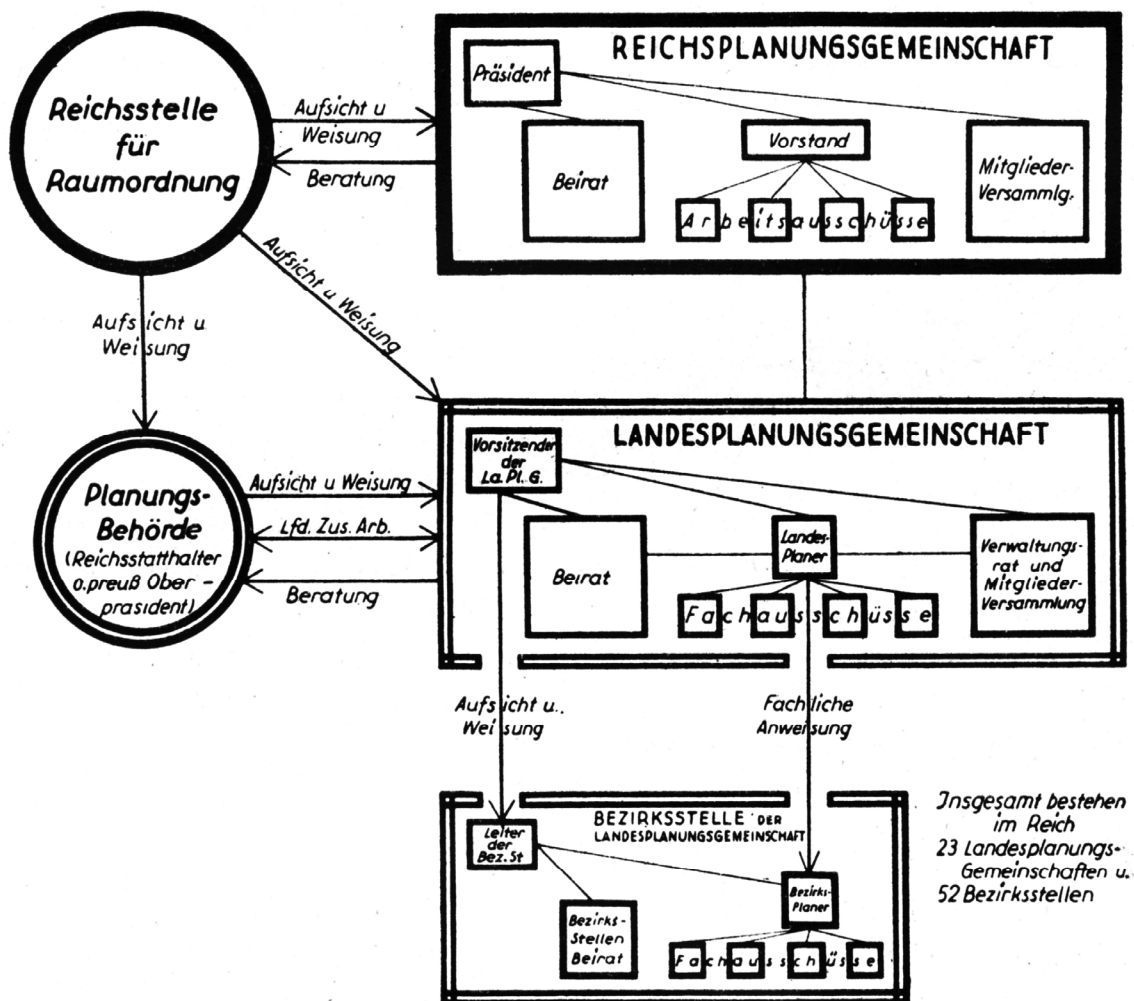 Reichsstelle
für
Raumordnung
Aufsicht u
Weisung
Beratung
REICHSPLANUNGSGEMEINSCHAFT
Präsident
Beirat
Vorstand
Arbeitsausschüsse
Mitglieder-
Versammlg.
Aufsicht u
Weisung
Aufsicht u Weisung
Planungs-
Behörde
(Reichsstatthalter
o.preuß Ober-
präsident)
Aufsicht u Weisung
Lfd. Zus. Arb.
Beratung
LANDESPLANUNGSGEMEINSCHAFT
Vorsitzender
der
La. Pl. G.
Beirat
Landes-
Planer
Fachausschüsse
Verwaltungs-
rat und
Mitglieder-
Versammlung
Aufsicht u.
Weisung
Fachliche
Anweisung
BEZIRKSSTELLE DER
LANDESPLANUNGSGEMEINSCHAFT
Leiter
der
Bez. St
Bezirks-
Stellen
Beirat
Bezirks-
Planer
Fachausschüsse
Insgesamt bestehen
im Reich
23 Landesplanungs-
Gemeinschaften u.
52 Bezirksstellen